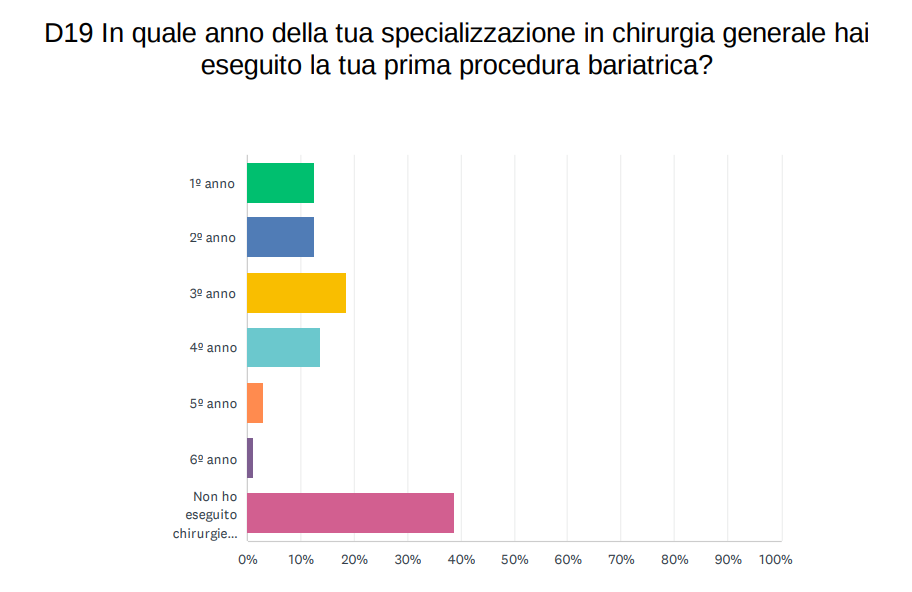 D19 In quale anno della tua specializzazione in chirurgia generale hai
eseguito la tua prima procedura bariatrica?
1º anno
2º anno
3º anno
4º anno
5º anno
6º anno
Non ho
eseguito
chirurgie...
0% 10% 20% 30% 40% 50% 60% 70% 80% 90% 100%